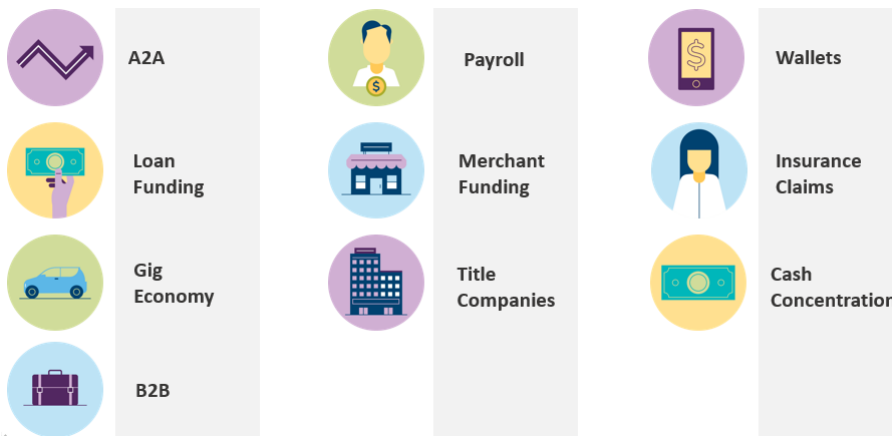 A2A
Payroll
Wallets
Loan
Funding
Merchant
Funding
Insurance
Claims
Gig
Economy
Title
Companies
Cash
Concentration
B2B